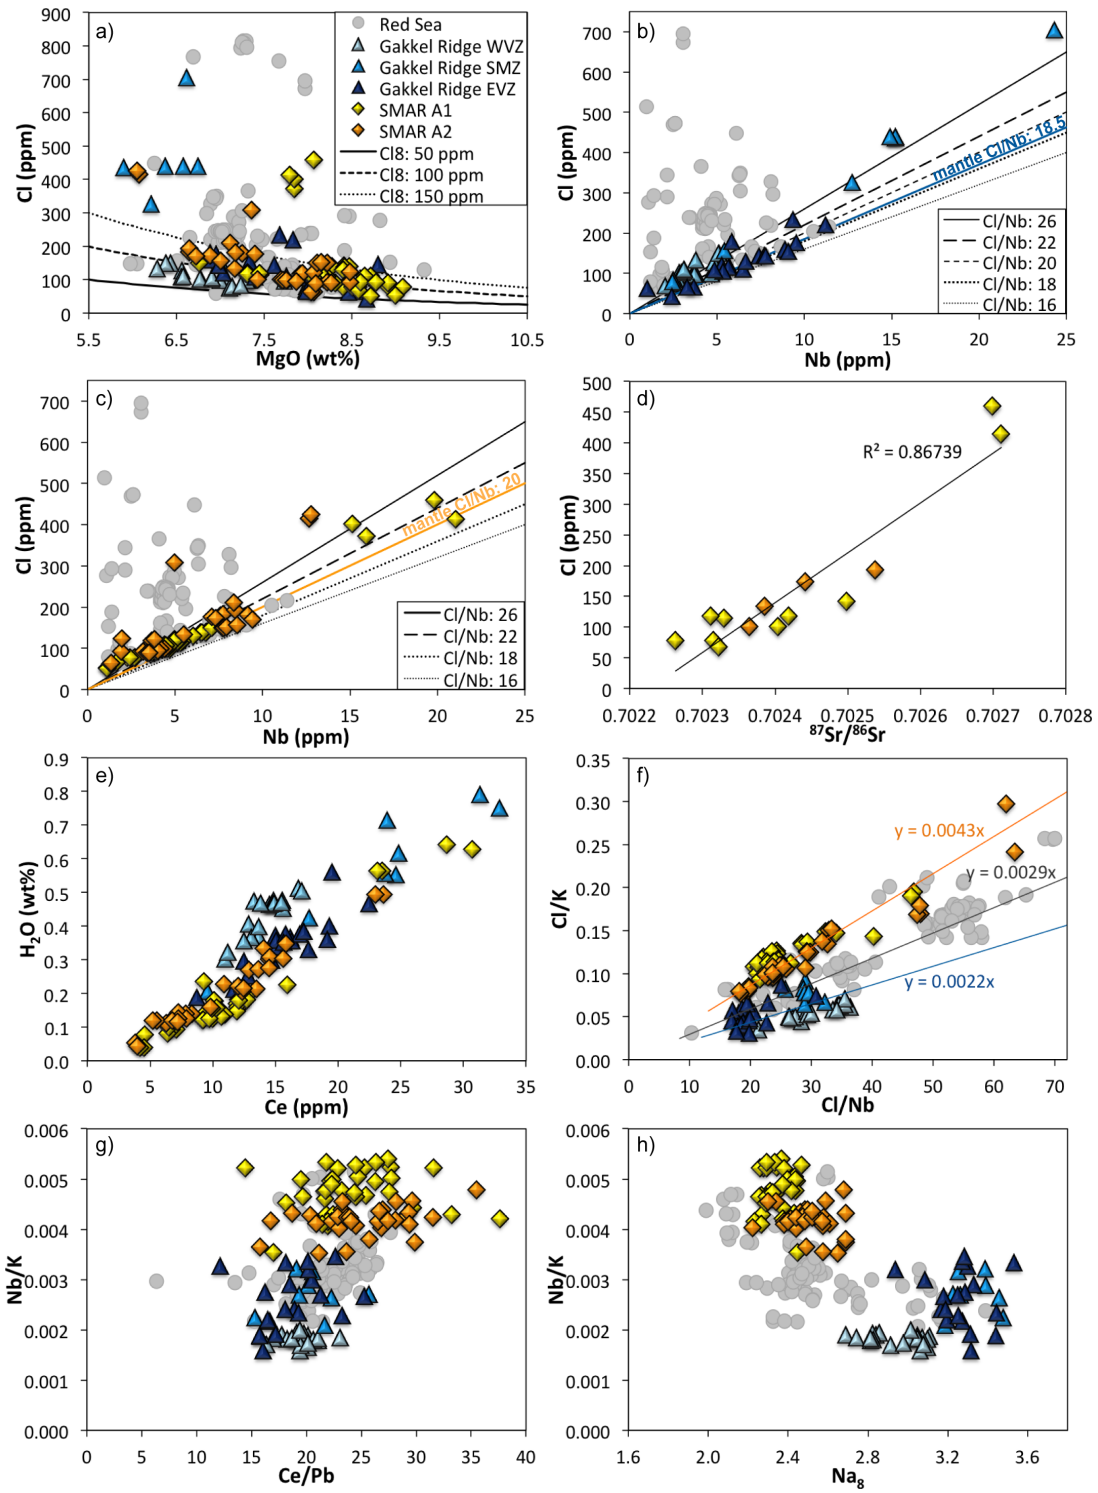 a)
900
800
700
600
500
400
300
200
100
0
Cl (ppm)
5.5 6.5 7.5 8.5 9.5 10.5
MgO (wt%)
Red Sea
Gakkel Ridge WVZ
Gakkel Ridge SMZ
Gakkel Ridge EVZ
SMAR A1
SMAR A2
Cl8: 50 ppm
Cl8: 100 ppm
Cl8: 150 ppm
b)
700
600
500
400
300
200
100
0
Cl (ppm)
0 5 10 15 20 25
Nb (ppm)
mantle Cl/Nb: 18.5
Cl/Nb: 26
Cl/Nb: 22
Cl/Nb: 20
Cl/Nb: 18
Cl/Nb: 16
c)
700
600
500
400
300
200
100
0
Cl (ppm)
0 5 10 15 20 25
Nb (ppm)
mantle Cl/Nb: 20
Cl/Nb: 26
Cl/Nb: 22
Cl/Nb: 18
Cl/Nb: 16
d)
500
450
400
350
300
250
200
150
100
50
0
Cl (ppm)
R² = 0.86739
0.7022 0.7023 0.7024 0.7025 0.7026 0.7027 0.7028
⁸⁷Sr/⁸⁶Sr
e)
0.9
0.8
0.7
0.6
0.5
0.4
0.3
0.2
0.1
0.0
H₂O (wt%)
0 5 10 15 20 25 30 35
Ce (ppm)
f)
0.35
0.30
0.25
0.20
0.15
0.10
0.05
0.00
Cl/K
y = 0.0043x
y = 0.0029x
y = 0.0022x
0 10 20 30 40 50 60 70
Cl/Nb
g)
0.006
0.005
0.004
0.003
0.002
0.001
0.000
Nb/K
0 5 10 15 20 25 30 35 40
Ce/Pb
h)
0.006
0.005
0.004
0.003
0.002
0.001
0.000
Nb/K
1.6 2.0 2.4 2.8 3.2 3.6
Na₈